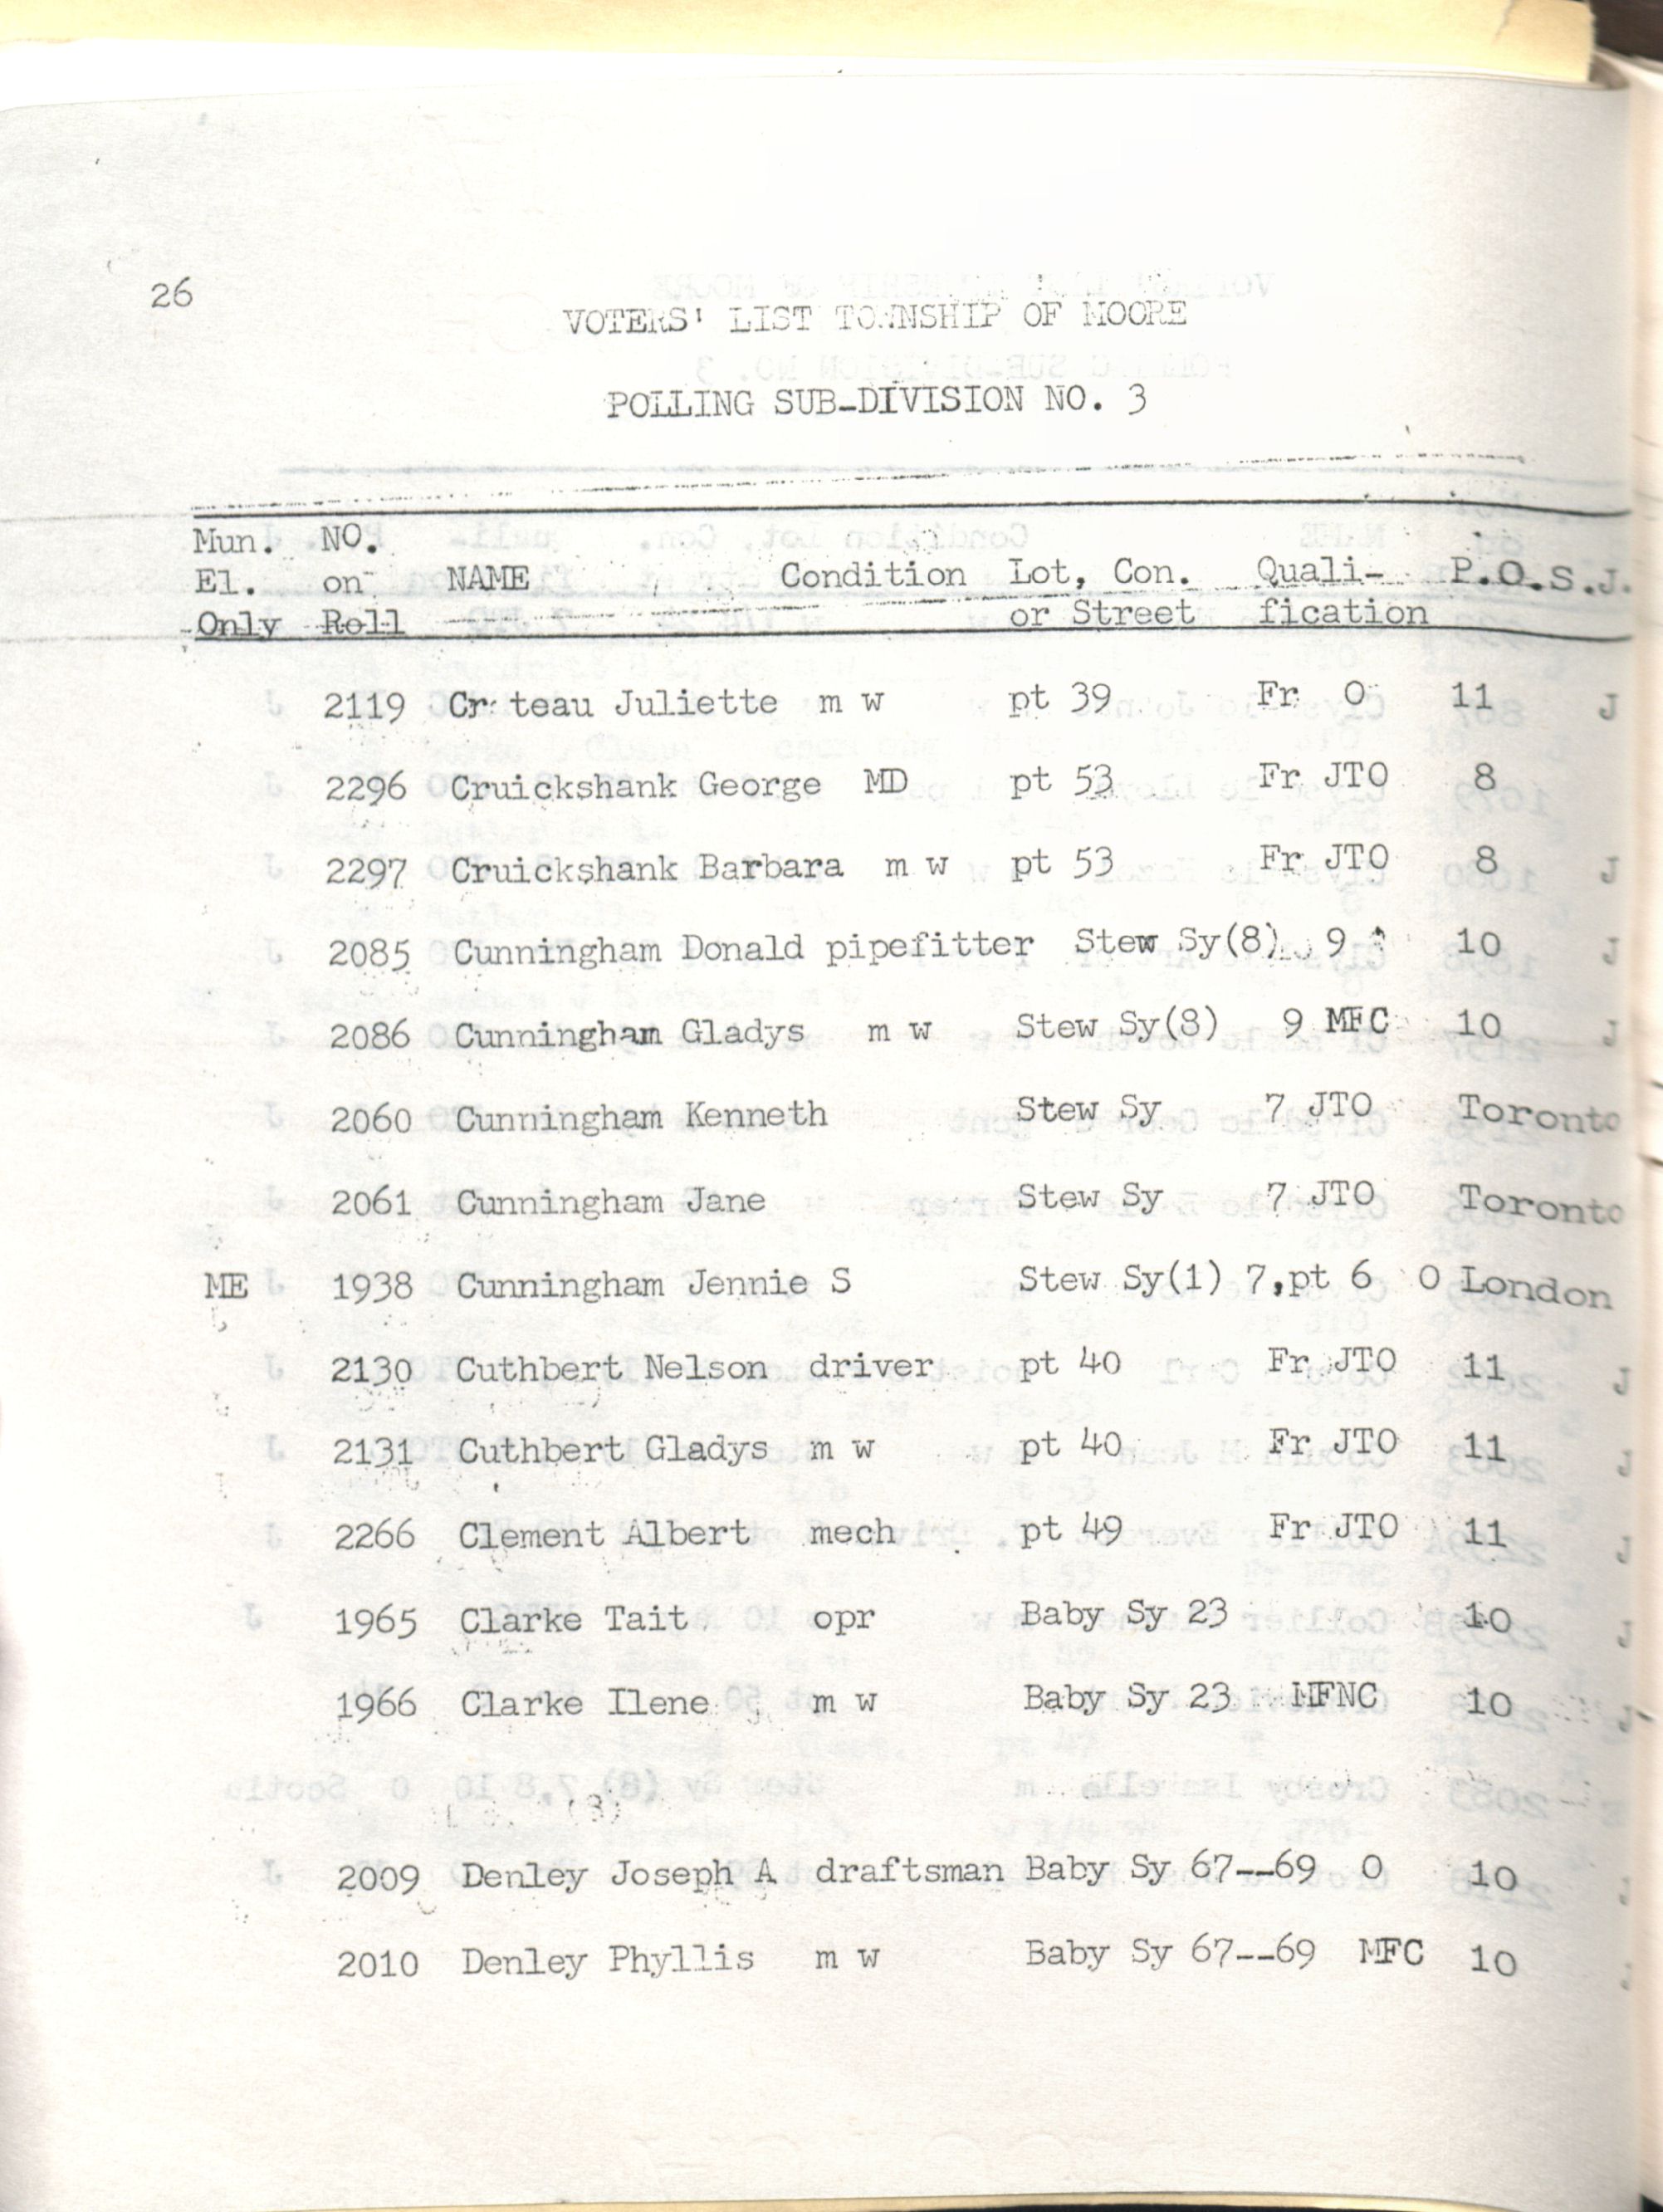 26
VOTERS' LIST TOWNSHIP OF MOORE
POLLING SUB-DIVISION NO. 3
Mun. NO.
El. on NAME Condition Lot, Con. Quali- P.O.S.J.
Only Roll or Street fication
2119 Cr teau Juliette m w pt 39 Fr O 11 J
2296 Cruickshank George MD pt 53 Fr JTO 8
2297 Cruickshank Barbara m w pt 53 Fr JTO 8 J
2085 Cunningham Donald pipefitter Stew Sy(8) 9 10 J
2086 Cunningham Gladys m w Stew Sy(8) 9 MFC 10 J
2060 Cunningham Kenneth Stew Sy 7 JTO Toronto
2061 Cunningham Jane Stew Sy 7 JTO Toronto
ME 1938 Cunningham Jennie S Stew Sy(1) 7,pt 6 O London
2130 Cuthbert Nelson driver pt 40 Fr JTO 11 J
2131 Cuthbert Gladys m w pt 40 Fr JTO 11 J
2266 Clement Albert mech pt 49 Fr JTO 11 J
1965 Clarke Tait opr Baby Sy 23 10 J
1966 Clarke Ilene m w Baby Sy 23 MFNC 10 J
2009 Denley Joseph A draftsman Baby Sy 67--69 O 10
2010 Denley Phyllis m w Baby Sy 67--69 MFC 10